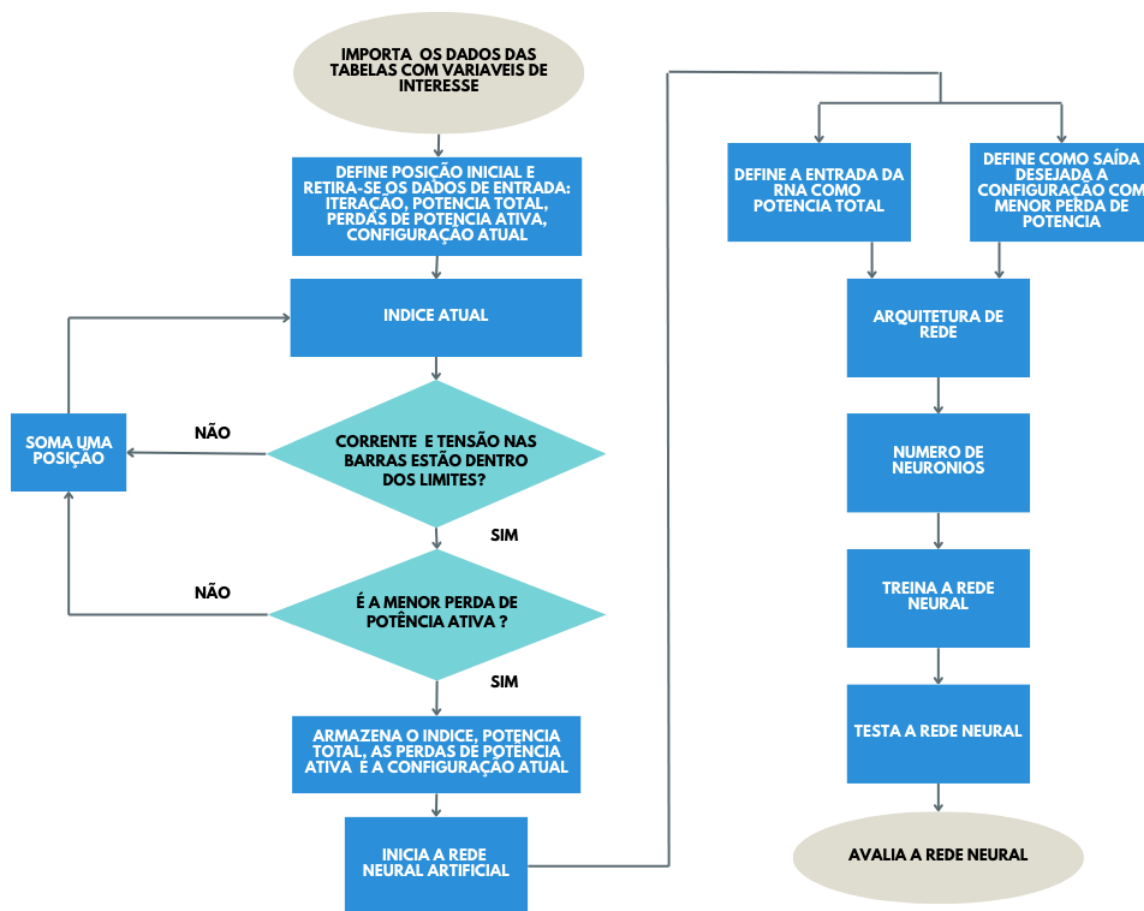 IMPORTA OS DADOS DAS
TABELAS COM VARIAVEIS DE
INTERESSE
DEFINE POSIÇÃO INICIAL E
RETIRA-SE OS DADOS DE ENTRADA:
ITERAÇÃO, POTENCIA TOTAL,
PERDAS DE POTENCIA ATIVA,
CONFIGURAÇÃO ATUAL
INDICE ATUAL
CORRENTE E TENSÃO NAS
BARRAS ESTÃO DENTRO
DOS LIMITES?
NÃO
SOMA UMA
POSIÇÃO
SIM
É A MENOR PERDA DE
POTÊNCIA ATIVA ?
NÃO
SIM
ARMAZENA O INDICE, POTENCIA
TOTAL, AS PERDAS DE POTÊNCIA
ATIVA E A CONFIGURAÇÃO ATUAL
INICIA A REDE
NEURAL ARTIFICIAL
DEFINE A ENTRADA DA
RNA COMO
POTENCIA TOTAL
DEFINE COMO SAÍDA
DESEJADA A
CONFIGURAÇÃO COM
MENOR PERDA DE
POTENCIA
ARQUITETURA DE
REDE
NUMERO DE
NEURONIOS
TREINA A REDE
NEURAL
TESTA A REDE NEURAL
AVALIA A REDE NEURAL